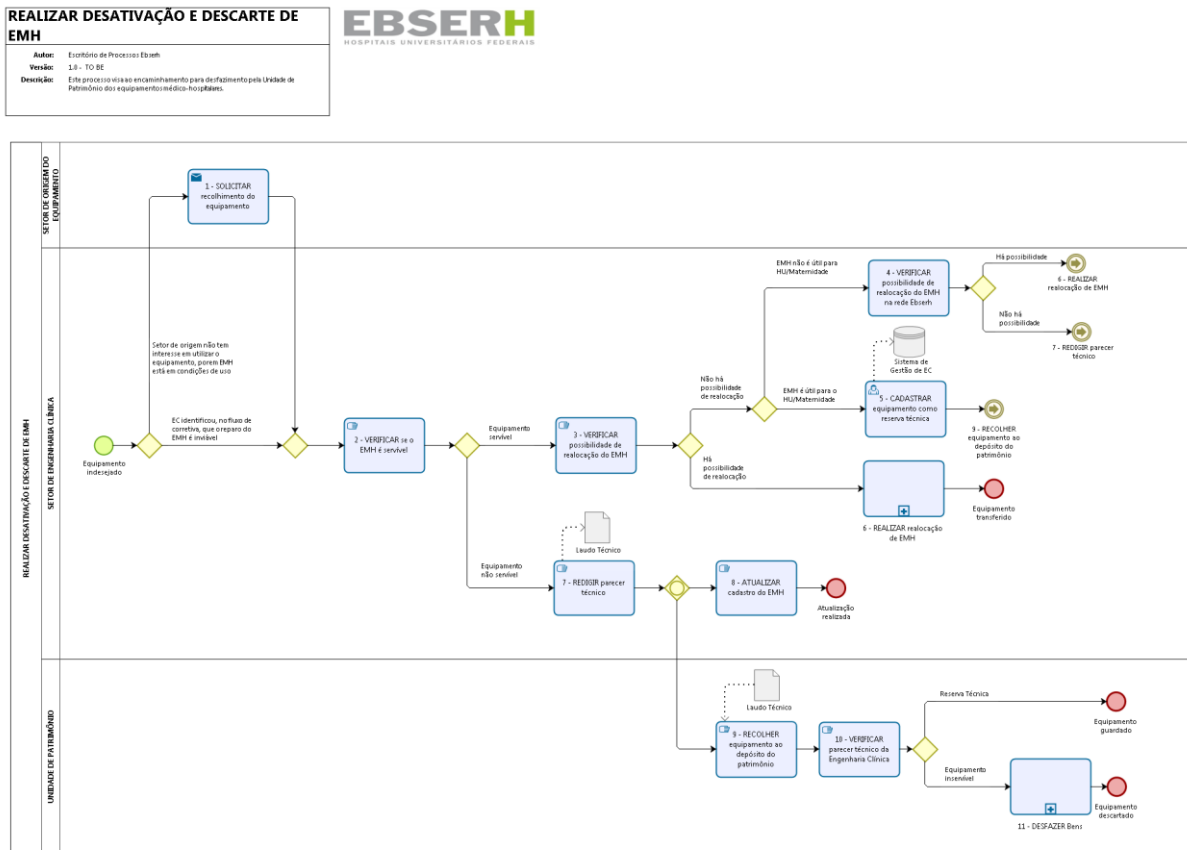 REALIZAR DESATIVAÇÃO E DESCARTE DE
EMH
Autor: Escritório de Processos Ebserh
Versão: 1.0 - TO BE
Descrição: Este processo visa ao encaminhamento para desfazimento pela Unidade de
Patrimônio dos equipamentos médico-hospitalares.
EBSERH
HOSPITAIS UNIVERSITÁRIOS FEDERAIS
REALIZAR DESATIVAÇÃO E DESCARTE DE EMH
SETOR DE ORIGEM DO
EQUIPAMENTO
1 - SOLICITAR
recolhimento do
equipamento
SETOR DE ENGENHARIA CLÍNICA
Equipamento
indesejado
Setor de origem não tem
interesse em utilizar o
equipamento, porem EMH
está em condições de uso
EC identificou, no fluxo de
corretiva, que o reparo do
EMH é inviável
2 - VERIFICAR se o
EMH é servível
Equipamento
servível
3 - VERIFICAR
possibilidade de
realocação do EMH
Não há
possibilidade
de realocação
EMH não é útil para
HU/Maternidade
4 - VERIFICAR
possibilidade de
realocação do EMH
na rede Ebserh
Há possibilidade
6 - REALIZAR
realocação de EMH
Não há
possibilidade
7 - REDIGIR parecer
técnico
Sistema de
Gestão de EC
EMH é útil para o
HU/Maternidade
5 - CADASTRAR
equipamento como
reserva técnica
9 - RECOLHER
equipamento ao
depósito do
patrimônio
Há
possibilidade
de realocação
6 - REALIZAR realocação
de EMH
Equipamento
transferido
Equipamento
não servível
Laudo Técnico
7 - REDIGIR parecer
técnico
8 - ATUALIZAR
cadastro do EMH
Atualização
realizada
UNIDADE DE PATRIMÔNIO
Laudo Técnico
9 - RECOLHER
equipamento ao
depósito do
patrimônio
10 - VERIFICAR
parecer técnico da
Engenharia Clínica
Reserva Técnica
Equipamento
guardado
Equipamento
inservível
11 - DESFAZER Bens
Equipamento
descartado